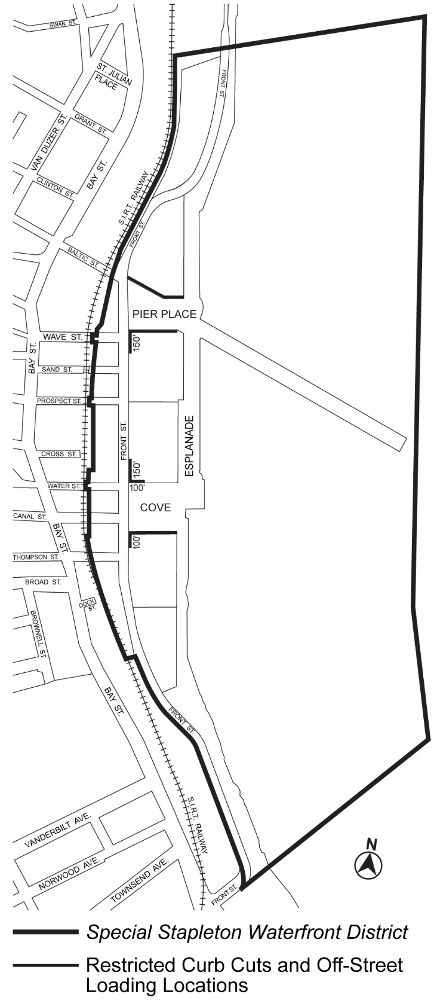 SWAN ST.
ST. JULIAN
PLACE
FRONT ST.
GRANT ST.
VAN DUZER ST.
BAY ST.
CLINTON ST.
S.I.R.T. RAILWAY
FRONT ST.
BALTIC ST.
PIER PLACE
WAVE ST.
150'
BAY ST.
SAND ST.
PROSPECT ST.
FRONT ST.
ESPLANADE
CROSS ST.
150'
WATER ST.
100'
COVE
CANAL ST.
BAY ST.
100'
THOMPSON ST.
BROAD ST.
DOCK
ST.
BROWNELL ST.
BAY ST.
FRONT ST.
S.I.R.T. RAILWAY
VANDERBILT AVE.
N
NORWOOD AVE.
TOWNSEND AVE.
FRONT ST.
Special Stapleton Waterfront District
Restricted Curb Cuts and Off-Street
Loading Locations